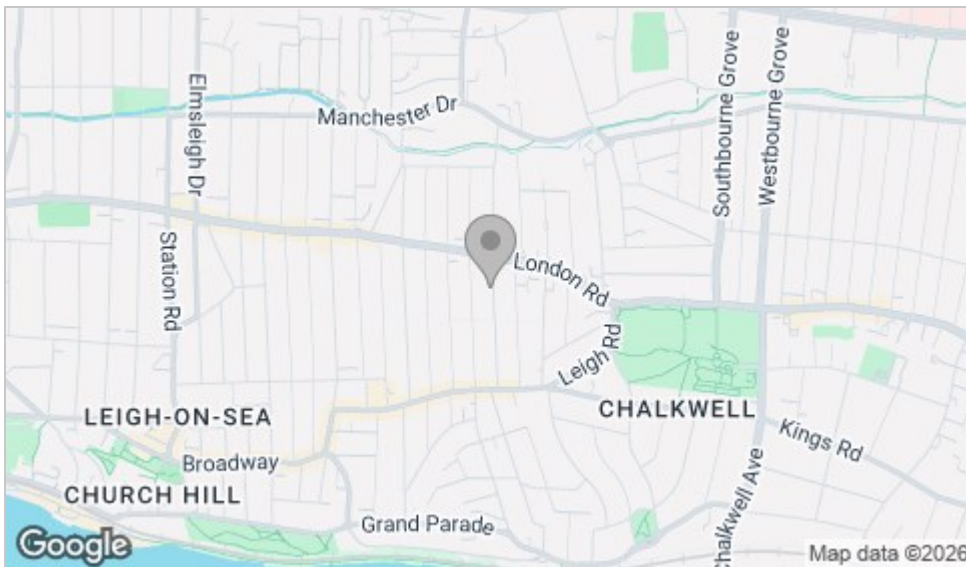 Southbourne Grove
Westbourne Grove
Elmsleigh Dr
Manchester Dr
Station Rd
London Rd
Leigh Rd
LEIGH-ON-SEA
CHALKWELL
Kings Rd
Broadway
CHURCH HILL
Chalkwell Ave
Grand Parade
Google
Map data ©2026